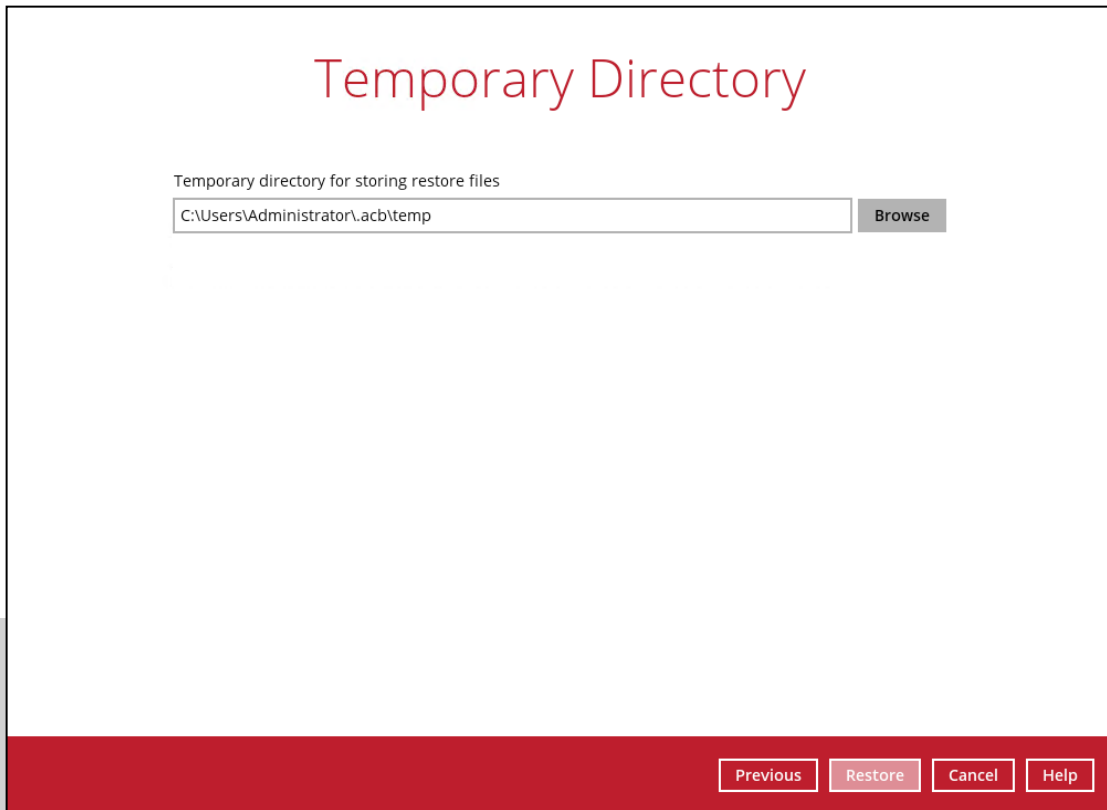 Temporary Directory
Temporary directory for storing restore files
C:\Users\Administrator\.acb\temp Browse
Previous Restore Cancel Help